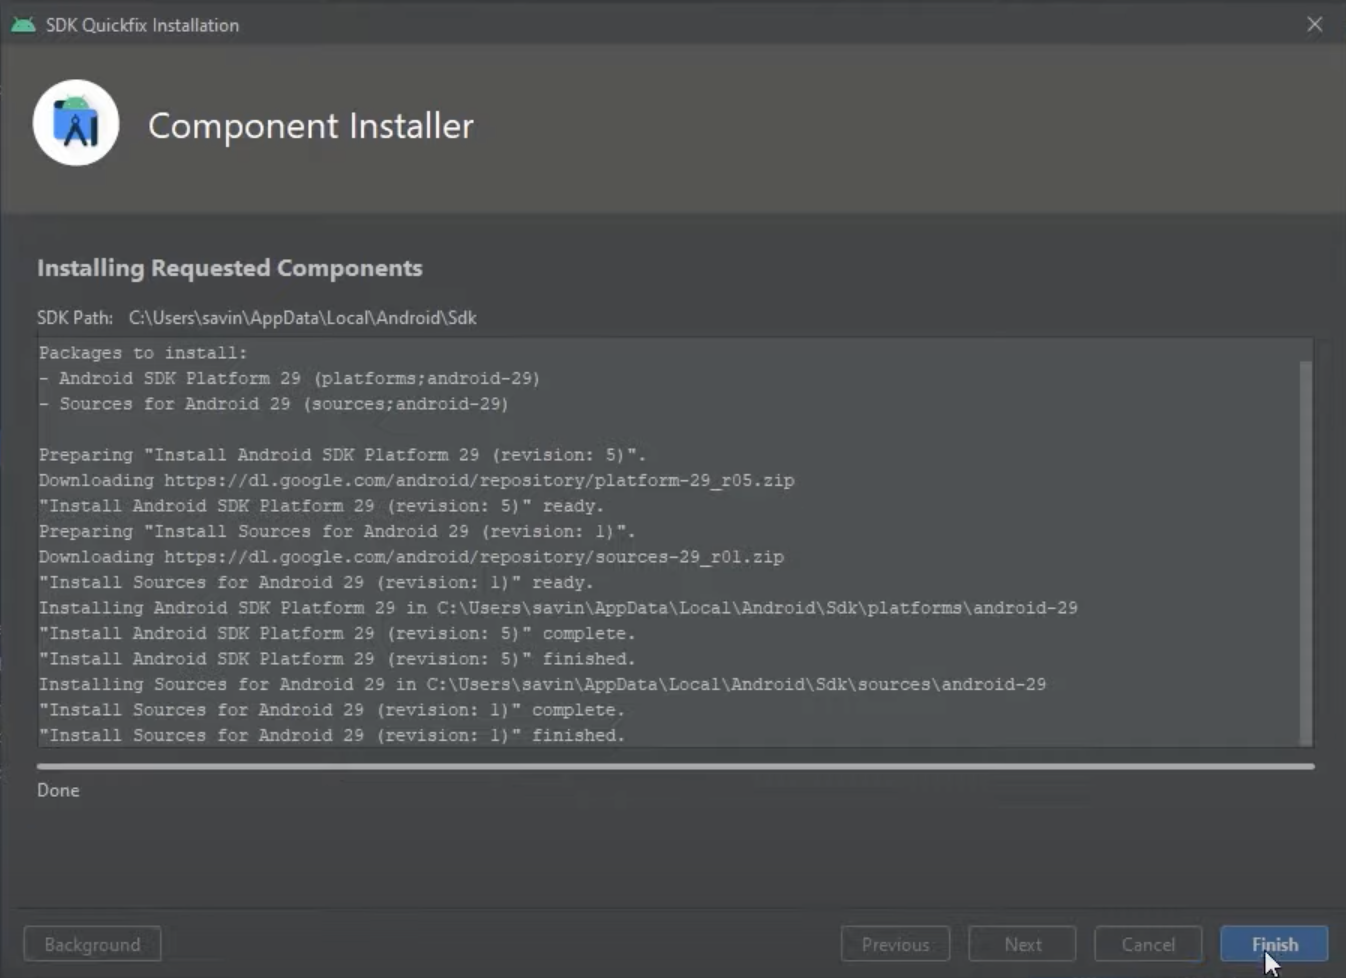 SDK Quickfix Installation
Component Installer
Installing Requested Components
SDK Path: C:\Users\savin\AppData\Local\Android\Sdk
Packages to install:
- Android SDK Platform 29 (platforms;android-29)
- Sources for Android 29 (sources;android-29)
Preparing "Install Android SDK Platform 29 (revision: 5)".
Downloading https://dl.google.com/android/repository/platform-29_r05.zip
"Install Android SDK Platform 29 (revision: 5)" ready.
Preparing "Install Sources for Android 29 (revision: 1)".
Downloading https://dl.google.com/android/repository/sources-29_r01.zip
"Install Sources for Android 29 (revision: 1)" ready.
Installing Android SDK Platform 29 in C:\Users\savin\AppData\Local\Android\Sdk\platforms\android-29
"Install Android SDK Platform 29 (revision: 5)" complete.
"Install Android SDK Platform 29 (revision: 5)" finished.
Installing Sources for Android 29 in C:\Users\savin\AppData\Local\Android\Sdk\sources\android-29
"Install Sources for Android 29 (revision: 1)" complete.
"Install Sources for Android 29 (revision: 1)" finished.
Done
Background Previous Next Cancel Finish